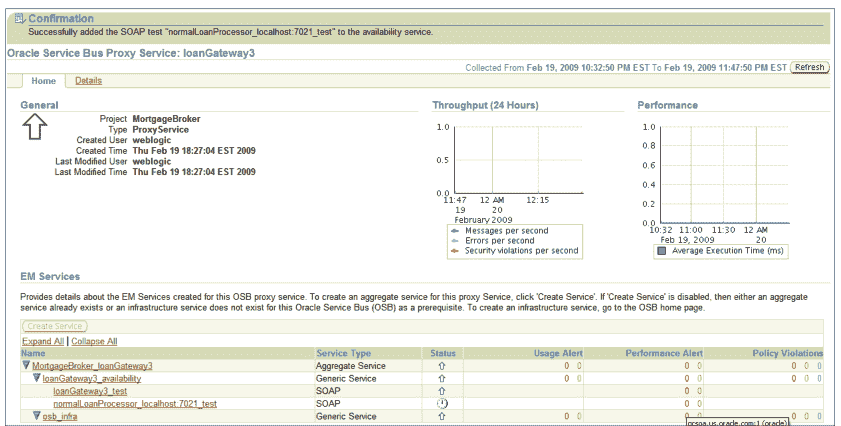 Confirmation
Successfully added the SOAP test "normalLoanProcessor_localhost:7021_test" to the availability service.
Oracle Service Bus Proxy Service: loanGateway3
Collected From Feb 19, 2009 10:32:50 PM EST To Feb 19, 2009 11:47:50 PM EST Refresh
Home Details
General
Project MortgageBroker
Type ProxyService
Created User weblogic
Created Time Thu Feb 19 18:27:04 EST 2009
Last Modified User weblogic
Last Modified Time Thu Feb 19 18:27:04 EST 2009
Throughput (24 Hours)
1.0
0.5
0.0
11:47 12 AM 12:15
19 20
February 2009
Messages per second
Errors per second
Security violations per second
Performance
1.0
0.8
0.6
0.4
0.2
0.0
10:32 11:00 11:30 12 AM
Feb 19, 2009 20
Average Execution Time (ms)
EM Services
Provides details about the EM Services created for this OSB proxy service. To create an aggregate service for this proxy Service, click 'Create Service'. If 'Create Service' is disabled, then either an aggregate
service already exists or an infrastructure service does not exist for this Oracle Service Bus (OSB) as a prerequisite. To create an infrastructure service, go to the OSB home page.
Create Service
Expand All | Collapse All
Name Service Type Status Usage Alert Performance Alert Policy Violations
MortgageBroker_loanGateway3 Aggregate Service 0 0 0 0 0 0 0
loanGateway3_availability Generic Service 0 0 0 0 0 0 0
loanGateway3_test SOAP
normalLoanProcessor_localhost:7021_test SOAP
osb_infra Generic Service 0 0 0 0 0 0 0